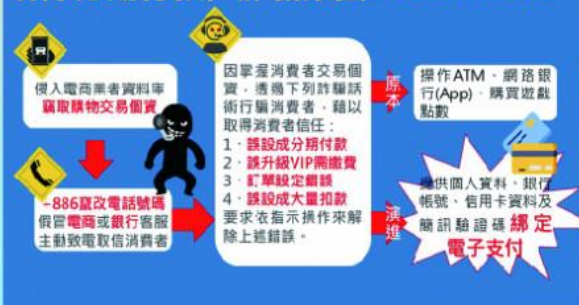 侵入電商業者資料庫
竊取購物交易個資
+886竄改電話號碼
假冒電商或銀行客服
主動致電取信消費者
因掌握消費者交易個
資，透過下列詐騙話
術行騙消費者，藉以
取得消費者信任：
1．誤設成分期付款
2．誤升級VIP需繳費
3．訂單設定錯誤
4．誤設成大量扣款
要求依指示操作來解
除上述錯誤。
原本
操作ATM、網路銀
行(App)、購買遊戲
點數
演進
提供個人資料、銀行
帳號、信用卡資料及
簡訊驗證碼綁定
電子支付